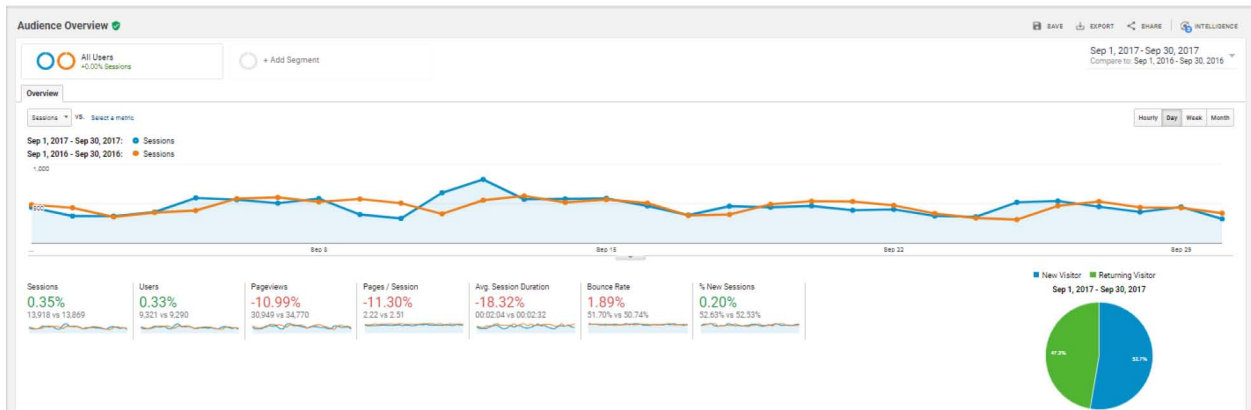 Audience Overview
SAVE EXPORT SHARE INTELLIGENCE
All Users
+0.00% Sessions
+ Add Segment
Sep 1, 2017 - Sep 30, 2017
Compare to: Sep 1, 2016 - Sep 30, 2016
Overview
Sessions VS. Select a metric
Hourly Day Week Month
Sep 1, 2017 - Sep 30, 2017: Sessions
Sep 1, 2016 - Sep 30, 2016: Sessions
1,000
500
... Sep 8 Sep 15 Sep 22 Sep 29
Sessions
0.35%
13,918 vs 13,869
Users
0.33%
9,321 vs 9,290
Pageviews
-10.99%
30,949 vs 34,770
Pages / Session
-11.30%
2.22 vs 2.51
Avg. Session Duration
-18.32%
00:02:04 vs 00:02:32
Bounce Rate
1.89%
51.70% vs 50.74%
% New Sessions
0.20%
52.63% vs 52.53%
New Visitor Returning Visitor
Sep 1, 2017 - Sep 30, 2017
47.3%
52.7%